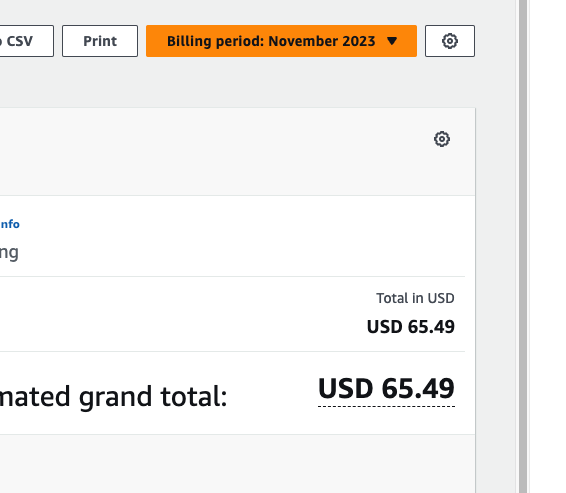 CSV
Print
Billing period: November 2023
nfo
ng
Total in USD
USD 65.49
mated grand total:
USD 65.49